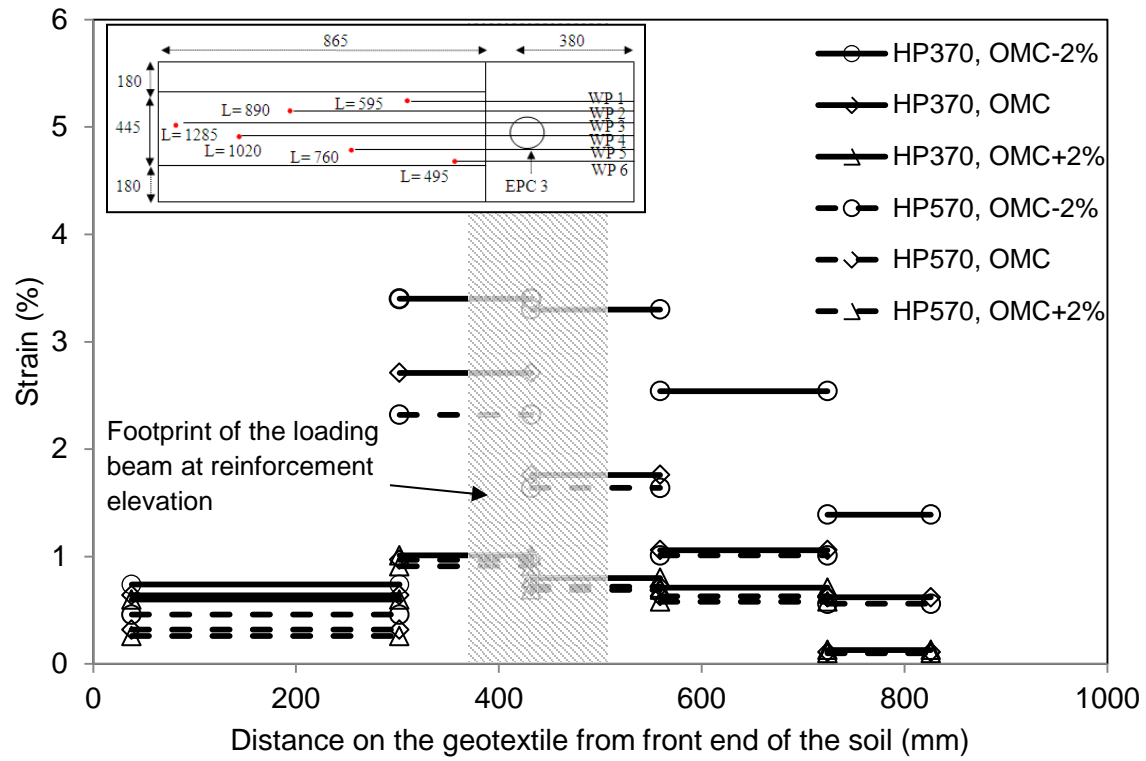 6
5
4
3
2
1
0
Strain (%)
865
380
180
445
180
L= 595
L= 890
L= 1285
L= 1020
L= 760
L= 495
WP 1
WP 2
WP 3
WP 4
WP 5
WP 6
EPC 3
HP370, OMC-2%
HP370, OMC
HP370, OMC+2%
HP570, OMC-2%
HP570, OMC
HP570, OMC+2%
Footprint of the loading
beam at reinforcement
elevation
0
200
400
600
800
1000
Distance on the geotextile from front end of the soil (mm)